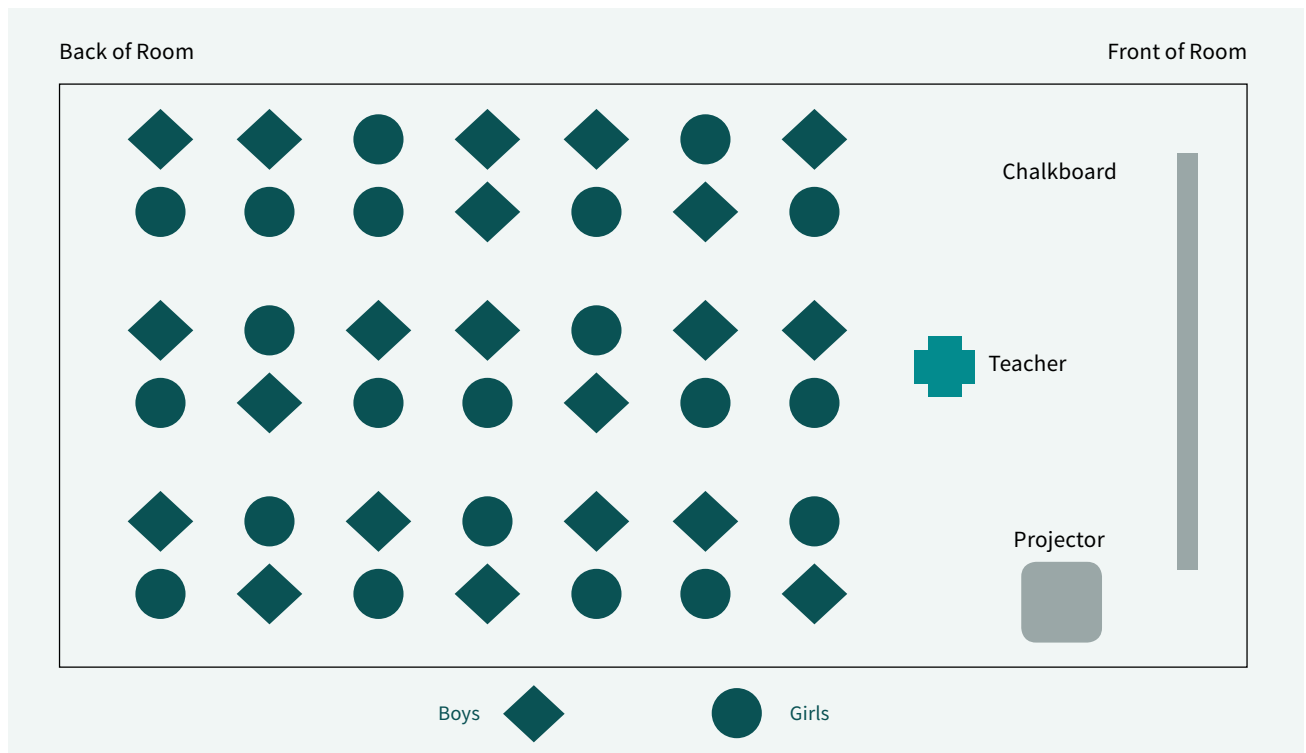 Back of Room
Front of Room
Chalkboard
Teacher
Projector
Boys
Girls